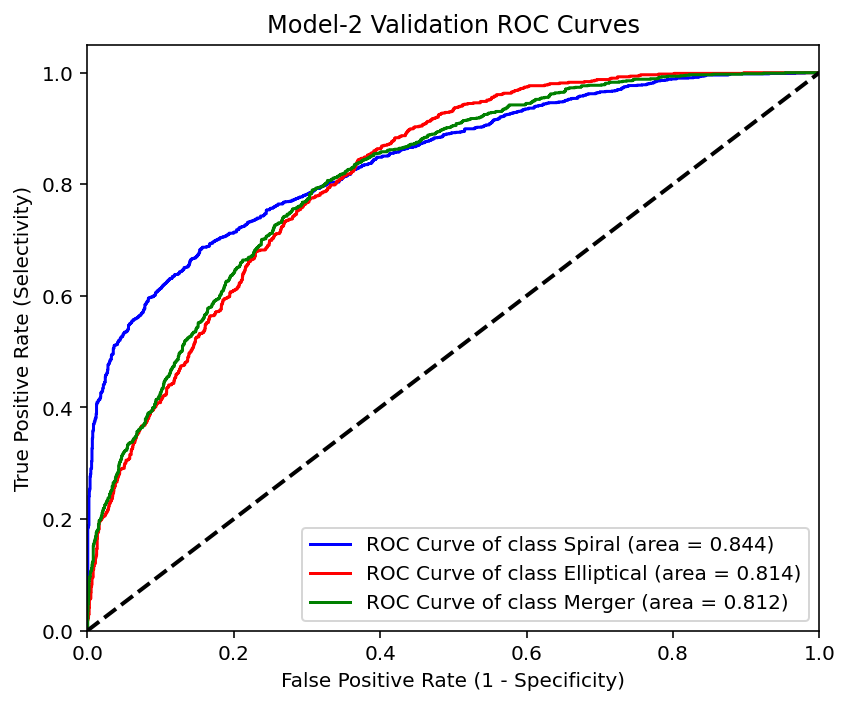 Model-2 Validation ROC Curves
True Positive Rate (Selectivity)
1.0
0.8
0.6
0.4
0.2
0.0
ROC Curve of class Spiral (area = 0.844)
ROC Curve of class Elliptical (area = 0.814)
ROC Curve of class Merger (area = 0.812)
0.0 0.2 0.4 0.6 0.8 1.0
False Positive Rate (1 - Specificity)